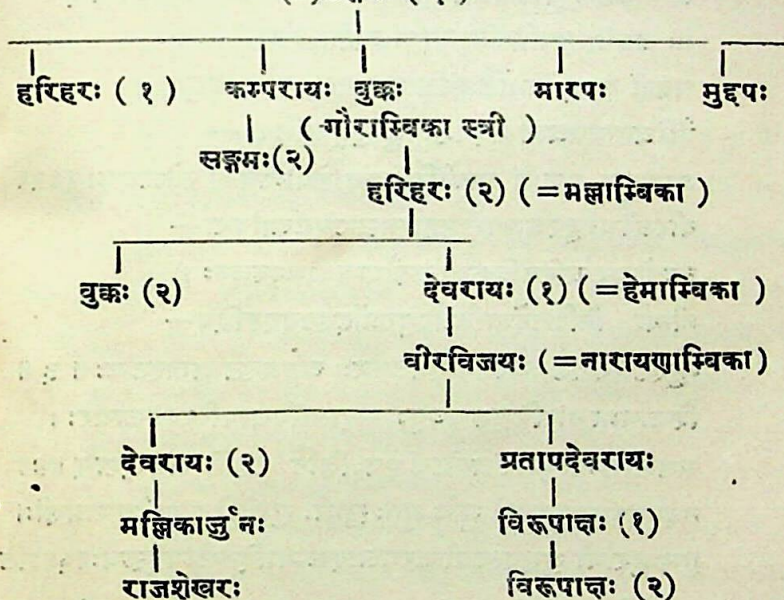 हरिहरः ( १ ) कम्परायः वुक्कः मारपः मुद्दपः
( गौराम्विका स्त्री )
सङ्गमः(२)
हरिहरः (२) (=मल्लाम्बिका )
वुक्कः (२) देवरायः (१) (=हेमाम्विका )
वीरविजयः (=नारायणाम्विका)
देवरायः (२) प्रतापदेवरायः
मल्लिकार्जुनः विरूपाक्षः (१)
राजशेखरः विरूपाक्षः (२)